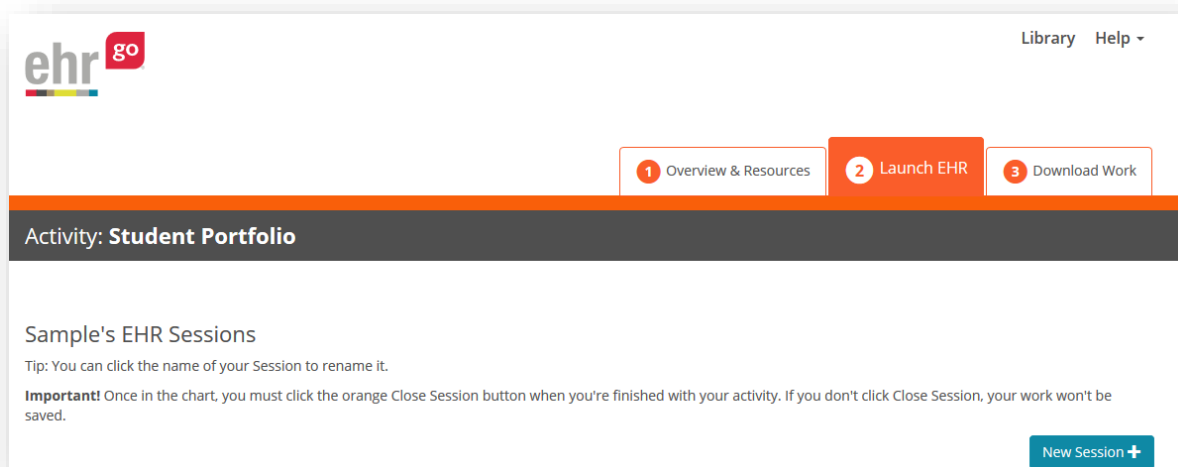 ehr go
Library Help
1 Overview & Resources 2 Launch EHR 3 Download Work
Activity: Student Portfolio
Sample's EHR Sessions
Tip: You can click the name of your Session to rename it.
Important! Once in the chart, you must click the orange Close Session button when you're finished with your activity. If you don't click Close Session, your work won't be
saved.
New Session +